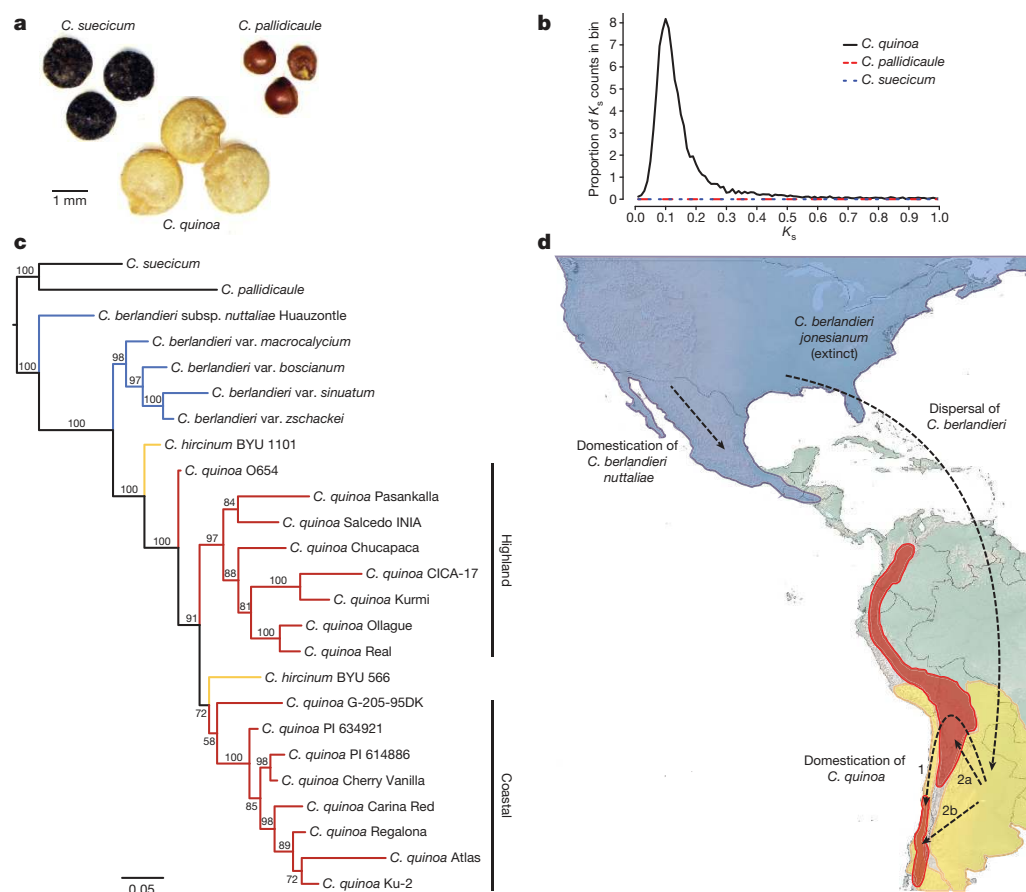 a
C. suecicum
C. pallidicaule
1 mm
C. quinoa
b
Proportion of Ks counts in bin
8
7
6
5
4
3
2
1
0
C. quinoa
C. pallidicaule
C. suecicum
0.0 0.1 0.2 0.3 0.4 0.5 0.6 0.7 0.8 0.9 1.0
Ks
c
100
C. suecicum
C. pallidicaule
C. berlandieri subsp. nuttaliae Huauzontle
98
C. berlandieri var. macrocalycium
97
C. berlandieri var. boscianum
100
100
C. berlandieri var. sinuatum
C. berlandieri var. zschackei
100
C. hircinum BYU 1101
C. quinoa O654
100
84
C. quinoa Pasankalla
C. quinoa Salcedo INIA
100
97
C. quinoa Chucapaca
88
100
C. quinoa CICA-17
C. quinoa Kurmi
81
91
100
C. quinoa Ollague
C. quinoa Real
Highland
C. hircinum BYU 566
72
C. quinoa G-205-95DK
58
C. quinoa PI 634921
100
98
C. quinoa PI 614886
C. quinoa Cherry Vanilla
85
C. quinoa Carina Red
98
C. quinoa Regalona
89
C. quinoa Atlas
72
C. quinoa Ku-2
Coastal
0.05
d
C. berlandieri
jonesianum
(extinct)
Dispersal of
C. berlandieri
Domestication of
C. berlandieri
nuttaliae
Domestication of
C. quinoa
1
2a
2b